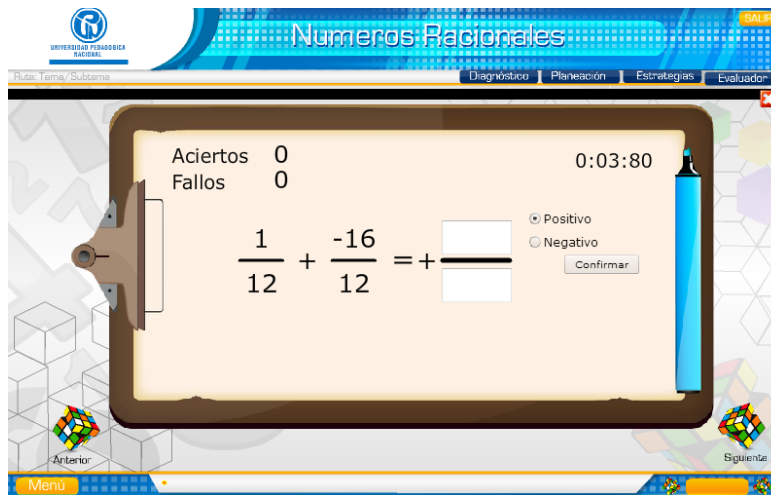 UNIVERSIDAD PEDAGOGICA
NACIONAL
Numeros Racionales
SALIR
Ruta: Tema/Subtema
Diagnóstico Planeación Estrategias Evaluador
Aciertos 0
Fallos 0
0:03:80
1 -16
12 + 12 = +
Positivo
Negativo
Confirmar
Anterior
Siguiente
Menú